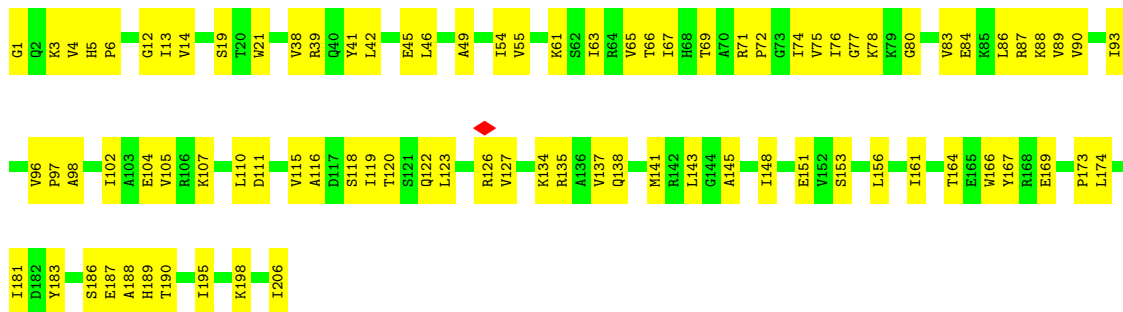 G1 Q2 K3 V4 H5 P6 G12 I13 V14 S19 T20 W21 V38 R39 Q40 Y41 L42 E45 L46 A49 I54 V55 K61 S62 I63 R64 V65 T66 I67 H68 T69 A70 R71 P72 G73 I74 V75 I76 G77 K78 K79 G80 V83 E84 K85 L86 R87 K88 V89 V90 I93
V96 P97 A98 I102 A103 E104 V105 R106 K107 L110 D111 V115 A116 D117 S118 I119 T120 S121 Q122 L123 R126 V127 K134 R135 A136 V137 Q138 M141 R142 L143 G144 A145 I148 E151 V152 S153 L156 I161 T164 E165 W166 Y167 R168 E169 P173 L174
I181 D182 Y183 S186 E187 A188 H189 T190 I195 K198 I206